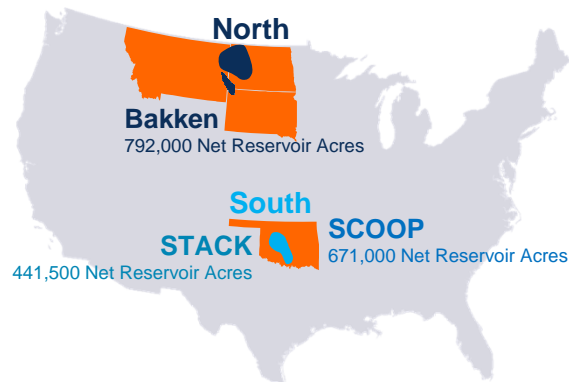 North
Bakken
792,000 Net Reservoir Acres
South
STACK
441,500 Net Reservoir Acres
SCOOP
671,000 Net Reservoir Acres